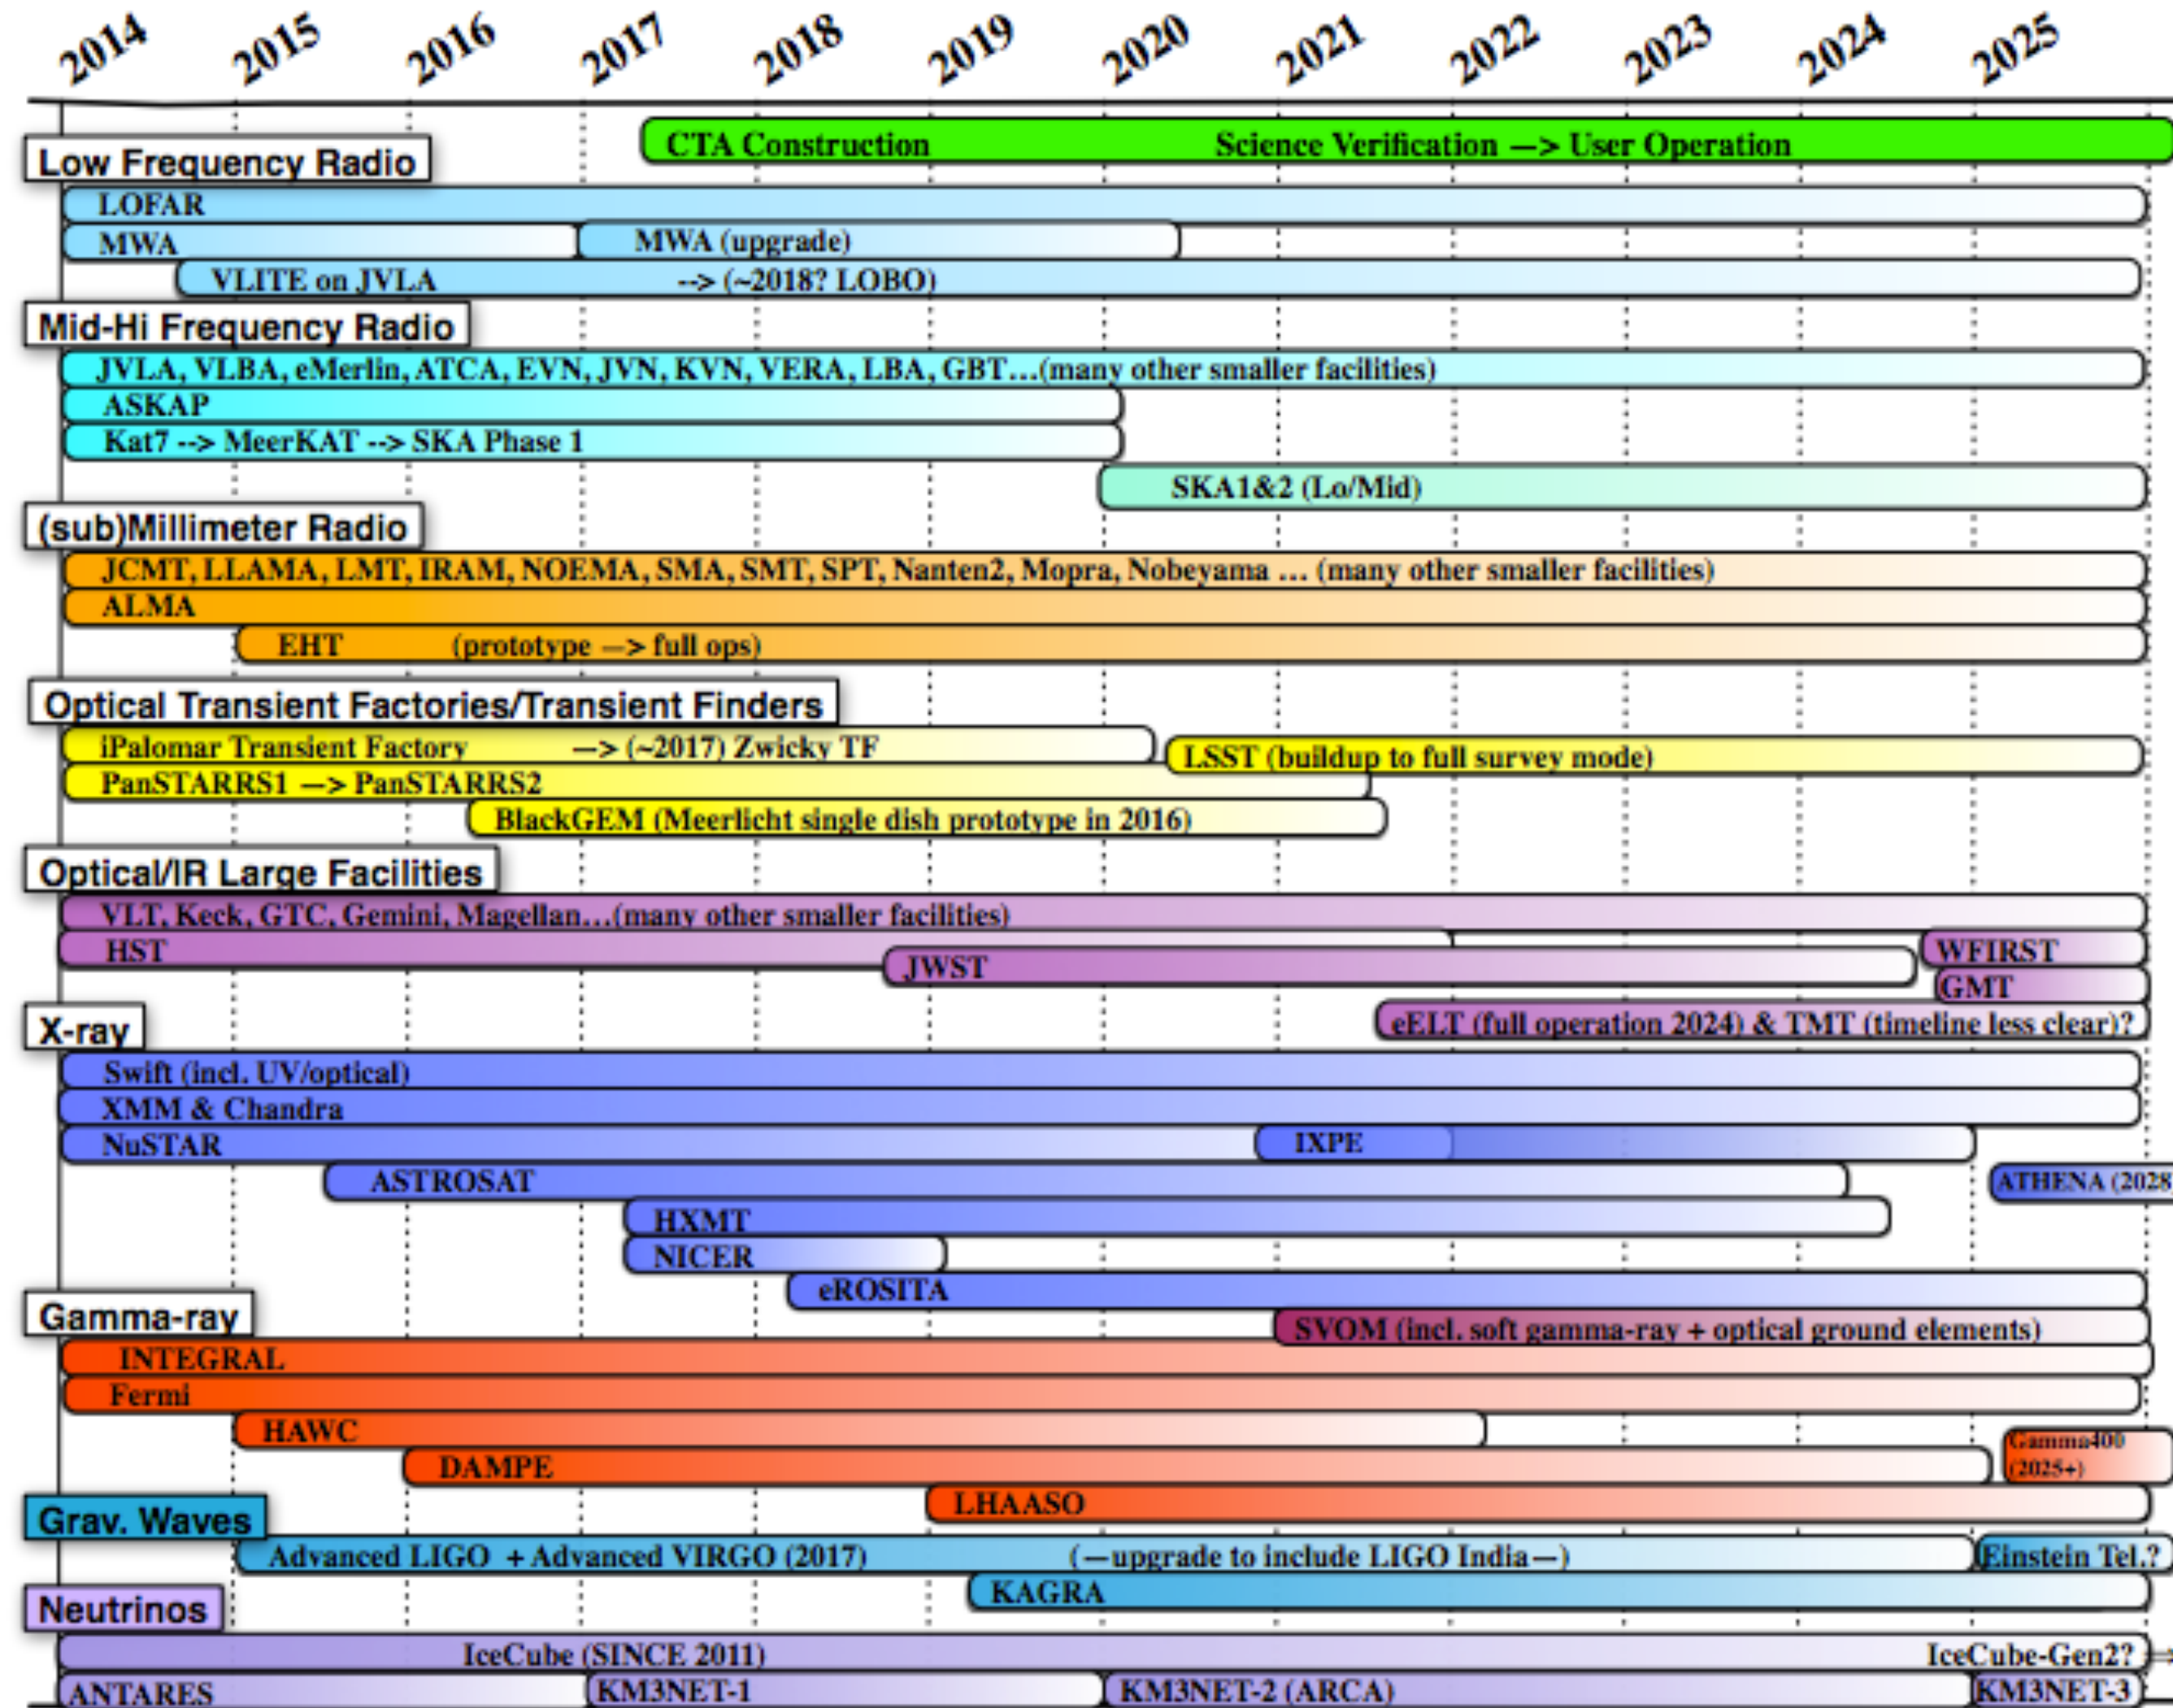 2014 2015 2016 2017 2018 2019 2020 2021 2022 2023 2024 2025
CTA Construction Science Verification —> User Operation
Low Frequency Radio
LOFAR
MWA MWA (upgrade)
VLITE on JVLA --> (~2018? LOBO)
Mid-Hi Frequency Radio
JVLA, VLBA, eMerlin, ATCA, EVN, JVN, KVN, VERA, LBA, GBT...(many other smaller facilities)
ASKAP
Kat7 --> MeerKAT --> SKA Phase 1
SKA1&2 (Lo/Mid)
(sub)Millimeter Radio
JCMT, LLAMA, LMT, IRAM, NOEMA, SMA, SMT, SPT, Nanten2, Mopra, Nobeyama ... (many other smaller facilities)
ALMA
EHT (prototype —> full ops)
Optical Transient Factories/Transient Finders
iPalomar Transient Factory —> (~2017) Zwicky TF
LSST (buildup to full survey mode)
PanSTARRS1 —> PanSTARRS2
BlackGEM (Meerlicht single dish prototype in 2016)
Optical/IR Large Facilities
VLT, Keck, GTC, Gemini, Magellan...(many other smaller facilities)
HST WFIRST
JWST
GMT
eELT (full operation 2024) & TMT (timeline less clear)?
X-ray
Swift (incl. UV/optical)
XMM & Chandra
NuSTAR IXPE
ASTROSAT ATHENA (2028
HXMT
NICER
eROSITA
Gamma-ray
SVOM (incl. soft gamma-ray + optical ground elements)
INTEGRAL
Fermi
HAWC
Gamma400
(2025+)
DAMPE
LHAASO
Grav. Waves
Advanced LIGO + Advanced VIRGO (2017) (—upgrade to include LIGO India—) Einstein Tel.?
KAGRA
Neutrinos
IceCube (SINCE 2011) IceCube-Gen2?
ANTARES KM3NET-1 KM3NET-2 (ARCA) KM3NET-3